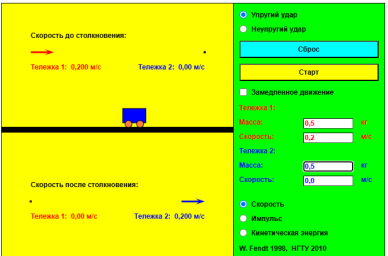 Скорость до столкновения:
Тележка 1: 0,200 м/с
Тележка 2: 0,00 м/с
Скорость после столкновения:
Тележка 1: 0,00 м/с
Тележка 2: 0,200 м/с
Упругий удар
Неупругий удар
Сброс
Старт
Замедленное движение
Тележка 1:
Масса: 0,5 кг
Скорость: 0,2 м/с
Тележка 2:
Масса: 0,5 кг
Скорость: 0,0 м/с
Скорость
Импульс
Кинетическая энергия
W. Fendt 1998, НГТУ 2010